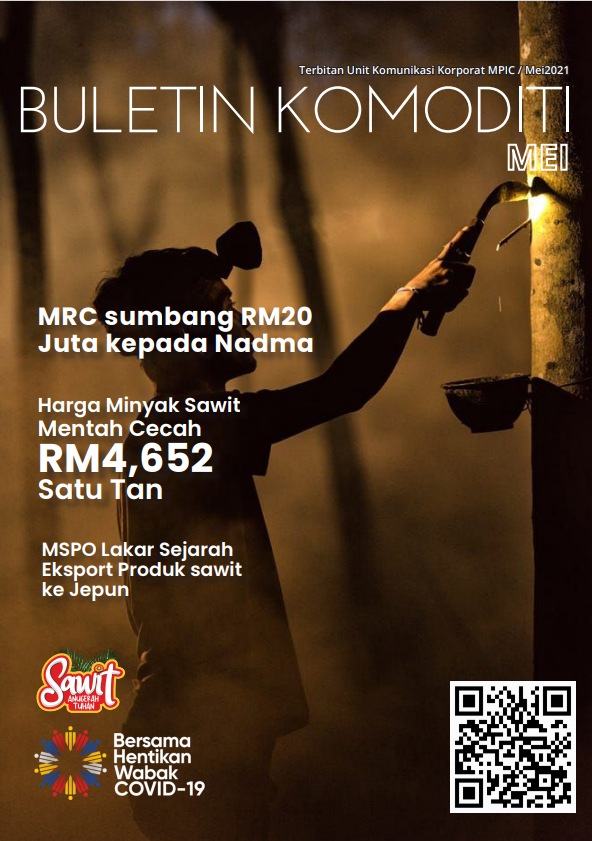 Terbitan Unit Komunikasi Korporat MPIC / Mei2021
BULETIN KOMODITI
MEI
MRC sumbang RM20
Juta kepada Nadma
Harga Minyak Sawit
Mentah Cecah
RM4,652
Satu Tan
MSPO Lakar Sejarah
Eksport Produk sawit
ke Jepun
Sawit
ANUGERAH
TUHAN
Bersama
Hentikan
Wabak
COVID-19